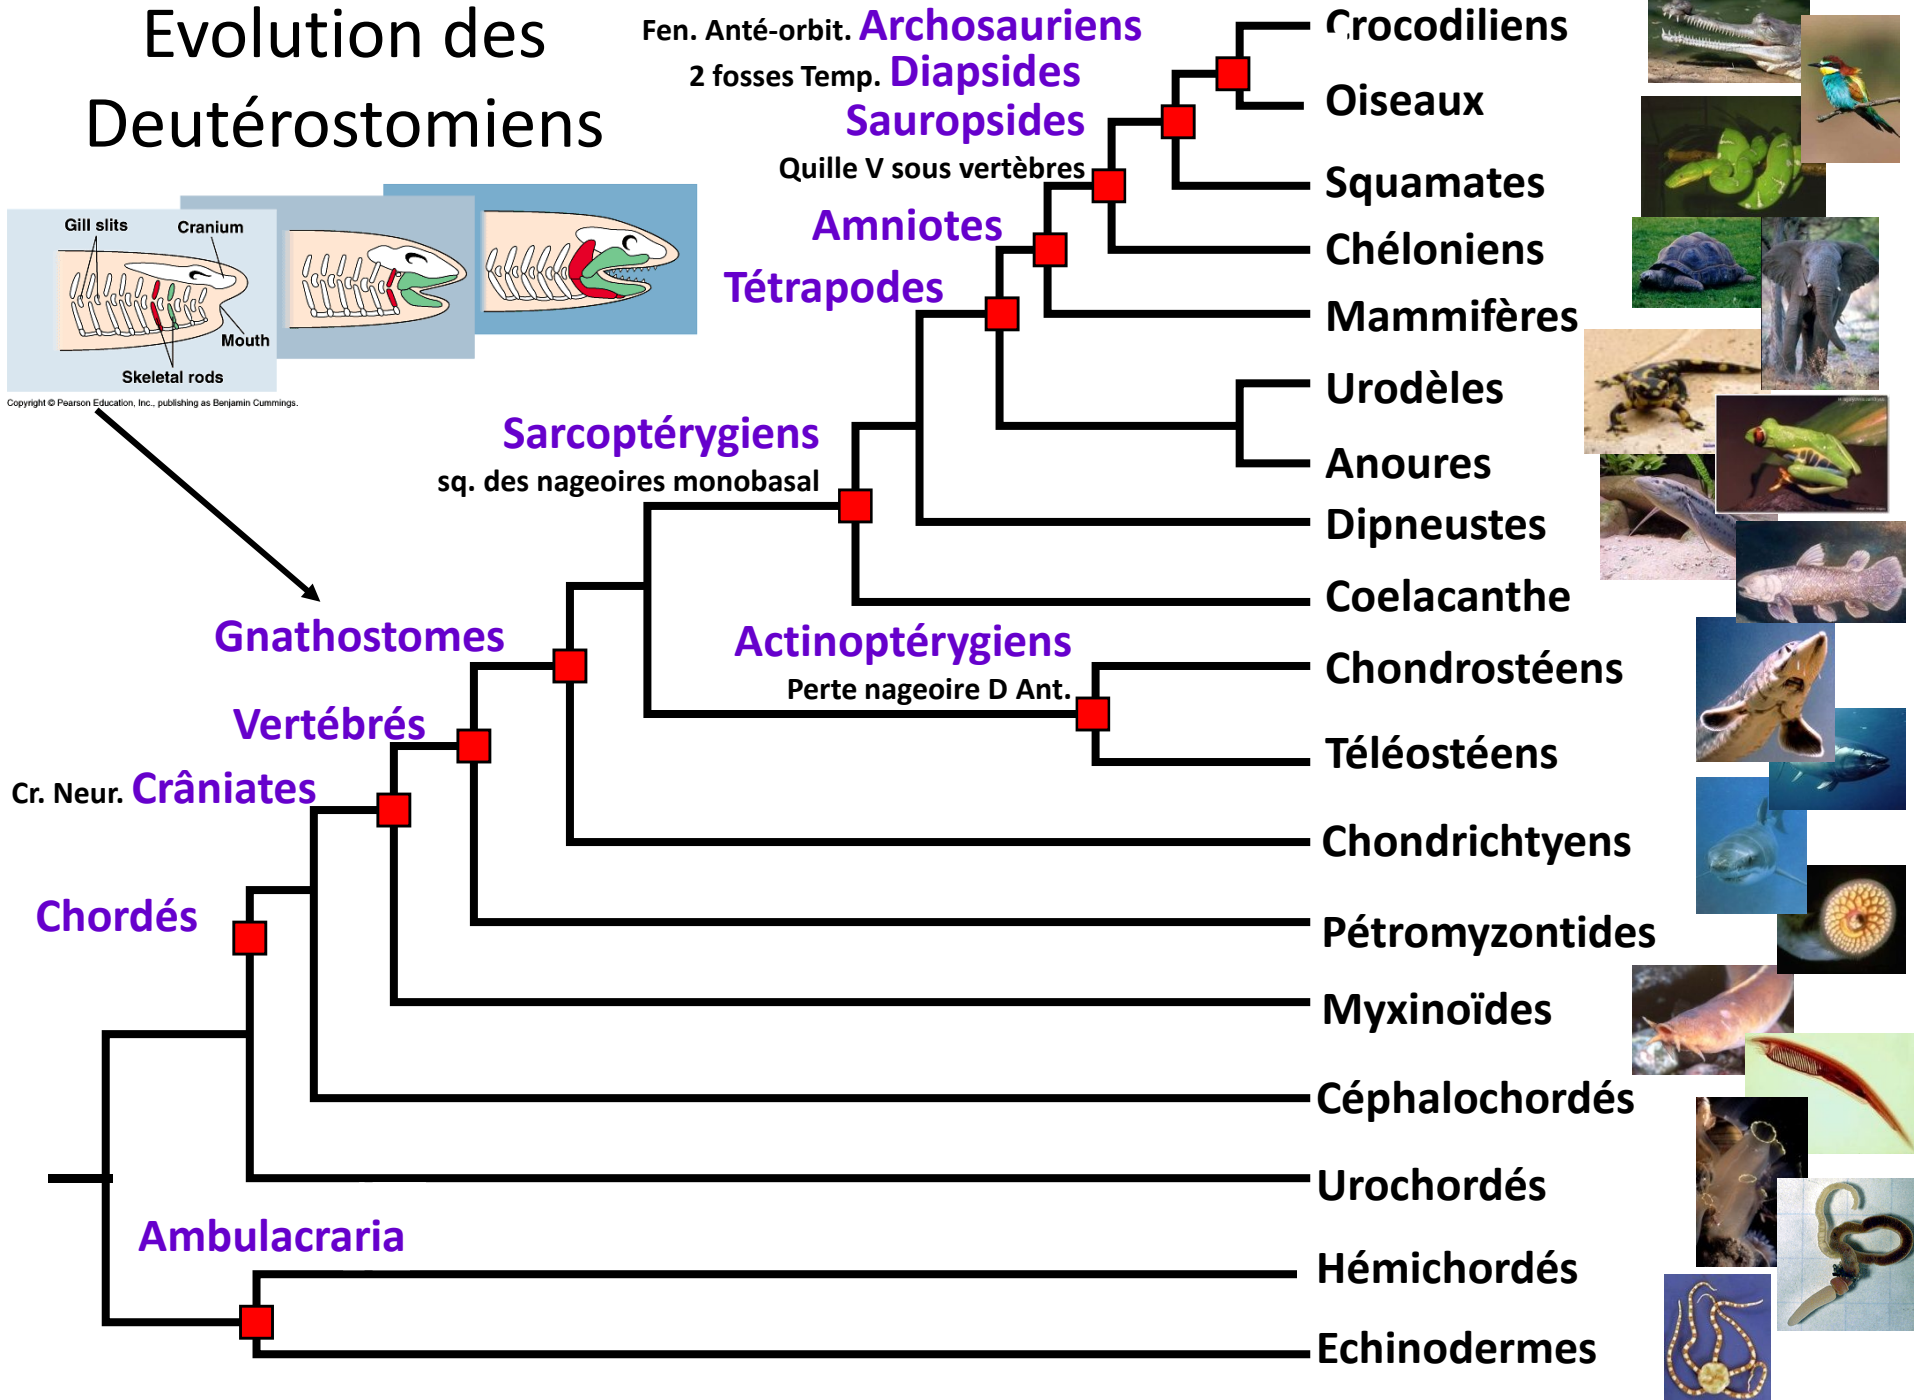 Evolution des
Deutérostomiens
Fen. Anté-orbit. Archosauriens
2 fosses Temp. Diapsides
Sauropsides
Quille V sous vertèbres
Amniotes
Tétrapodes
Gill slits
Cranium
Mouth
Skeletal rods
Copyright © Pearson Education, Inc., publishing as Benjamin Cummings.
Sarcoptérygiens
sq. des nageoires monobasal
Gnathostomes
Actinoptérygiens
Perte nageoire D Ant.
Vertébrés
Cr. Neur. Crâniates
Chordés
Ambulacraria
Crocodiliens
Oiseaux
Squamates
Chéloniens
Mammifères
Urodèles
Anoures
Dipneustes
Coelacanthe
Chondrostéens
Téléostéens
Chondrichtyens
Pétromyzontides
Myxinoïdes
Céphalochordés
Urochordés
Hémichordés
Echinodermes